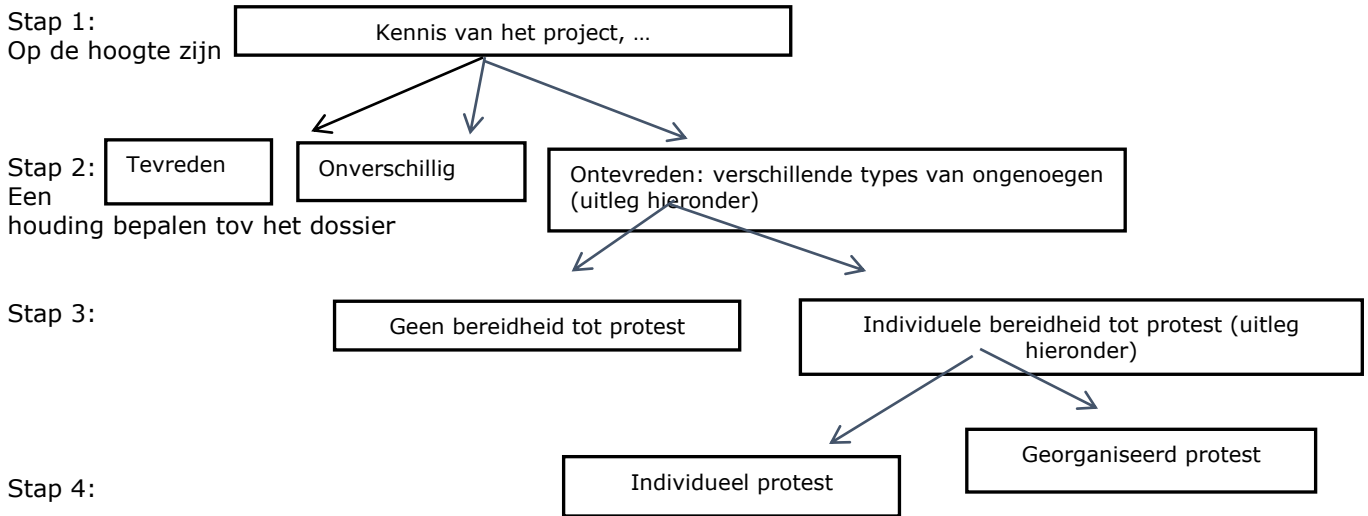 Stap 1:
Op de hoogte zijn
Kennis van het project, …
Stap 2:
Een
houding bepalen tov het dossier
Tevreden
Onverschillig
Ontevreden: verschillende types van ongenoegen
(uitleg hieronder)
Stap 3:
Geen bereidheid tot protest
Individuele bereidheid tot protest (uitleg
hieronder)
Stap 4:
Individueel protest
Georganiseerd protest